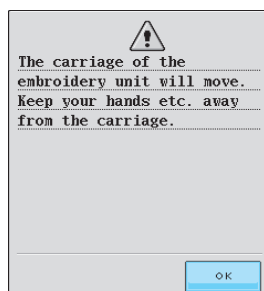 The carriage of the
embroidery unit will move.
Keep your hands etc. away
from the carriage.
OK